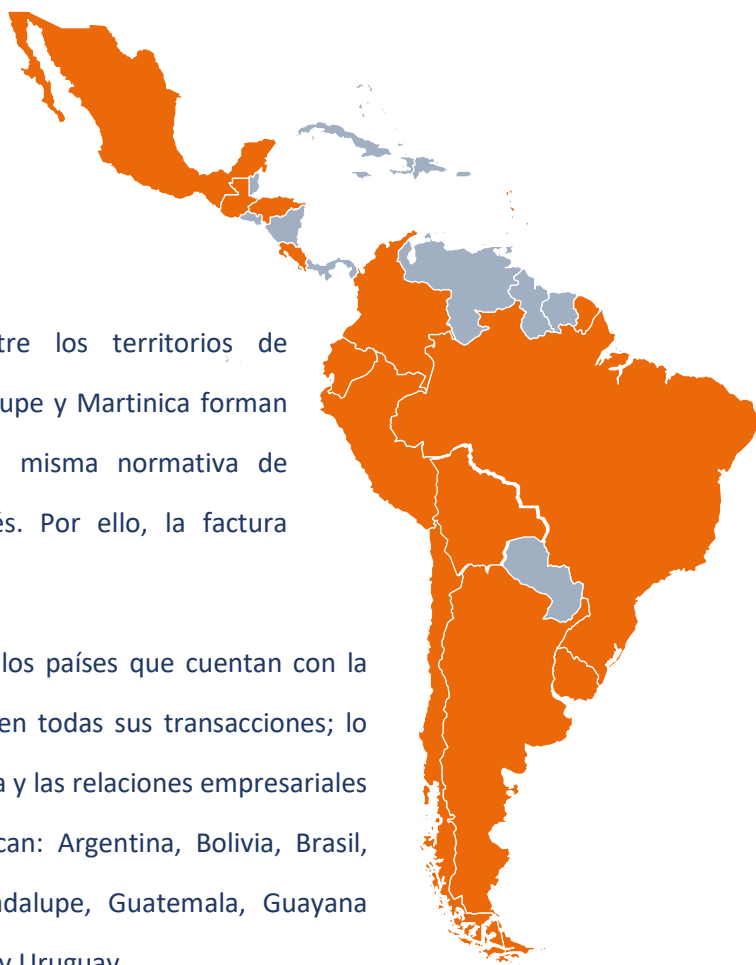 tre los territorios de
upe y Martinica forman
misma normativa de
és. Por ello, la factura
los países que cuentan con la
en todas sus transacciones; lo
a y las relaciones empresariales
can: Argentina, Bolivia, Brasil,
dalupe, Guatemala, Guayana
y Uruguay